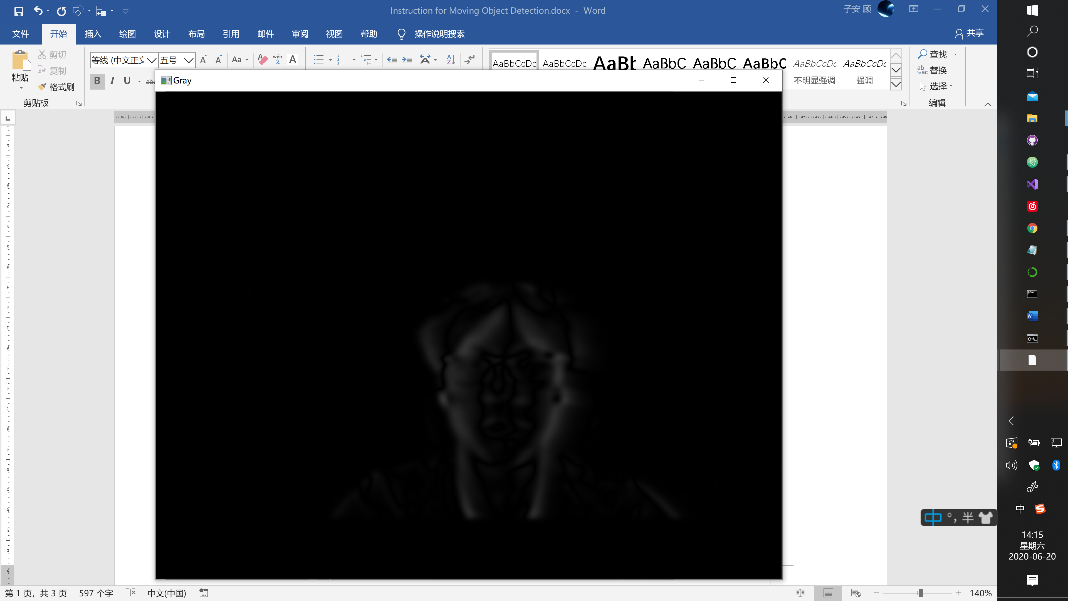 Instruction for Moving Object Detection.docx - Word
子安 顾
文件 开始 插入 绘图 设计 布局 引用 邮件 审阅 视图 帮助 操作说明搜索 共享
粘贴
剪切
复制
格式刷
剪贴板
等线 (中文正文 五号
B I U
AaBbCcDc AaBbCcDc AaBb AaBbC AaBbC AaBbC AaBbCcDc AaBbCcDc
不明显强调 强调
查找
替换
选择
编辑
Gray
中 °, 半
中
14:15
星期六
2020-06-20
第 1 页，共 3 页 597 个字 中文(中国) 140%